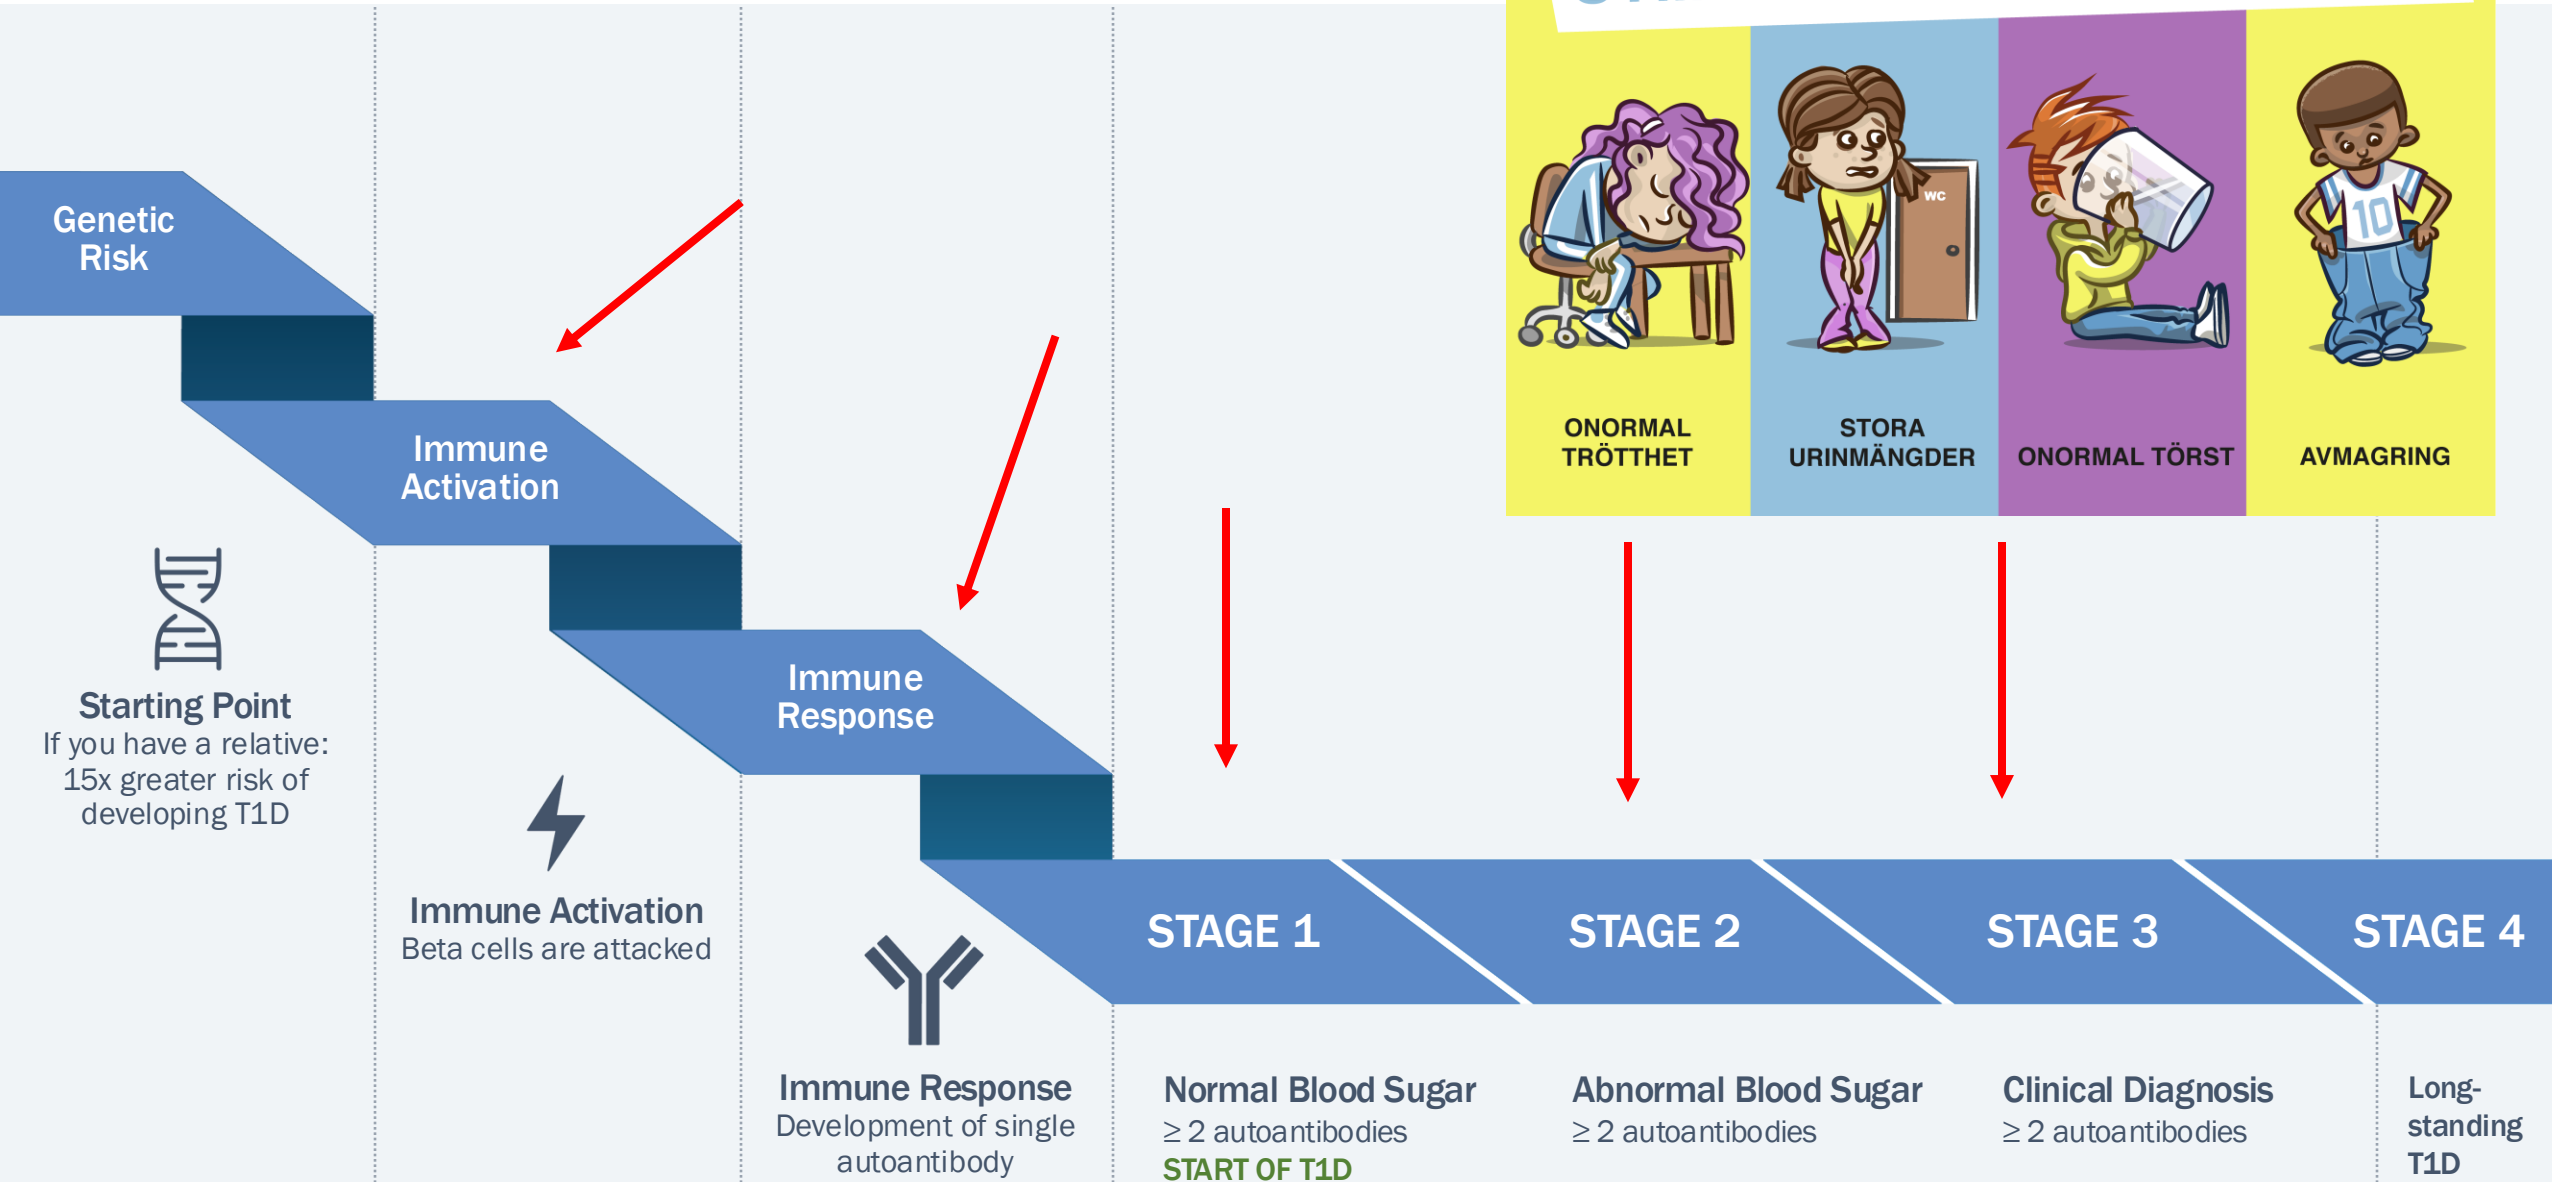 ONORMAL
TRÖTTHET
STORA
URINMÄNGDER
ONORMAL TÖRST
AVMAGRING
WC
10
Genetic
Risk
Immune
Activation
Immune
Response
STAGE 1
STAGE 2
STAGE 3
STAGE 4
Starting Point
If you have a relative:
15x greater risk of
developing T1D
Immune Activation
Beta cells are attacked
Immune Response
Development of single
autoantibody
Normal Blood Sugar
≥ 2 autoantibodies
START OF T1D
Abnormal Blood Sugar
≥ 2 autoantibodies
Clinical Diagnosis
≥ 2 autoantibodies
Long-
standing
T1D